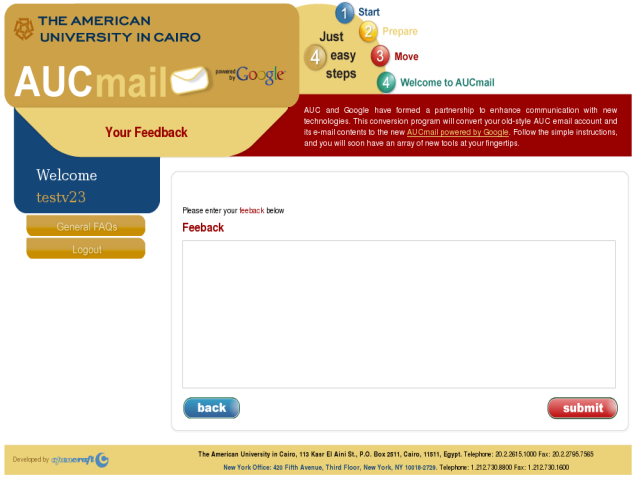 THE AMERICAN
UNIVERSITY IN CAIRO
AUCmail
powered by Google
Just
4 easy
steps
1 Start
2 Prepare
3 Move
4 Welcome to AUCmail
Your Feedback
AUC and Google have formed a partnership to enhance communication with new
technologies. This conversion program will convert your old-style AUC email account and
its e-mail contents to the new AUCmail powered by Google. Follow the simple instructions,
and you will soon have an array of new tools at your fingertips.
Welcome
testv23
General FAQs
Logout
Please enter your feeback below
Feeback
back
submit
Developed by
The American University in Cairo, 113 Kasr El Aini St., P.O. Box 2511, Cairo, 11511, Egypt. Telephone: 20.2.2615.1000 Fax: 20.2.2795.7565
New York Office: 420 Fifth Avenue, Third Floor, New York, NY 10018-2729. Telephone: 1.212.730.8800 Fax: 1.212.730.1600